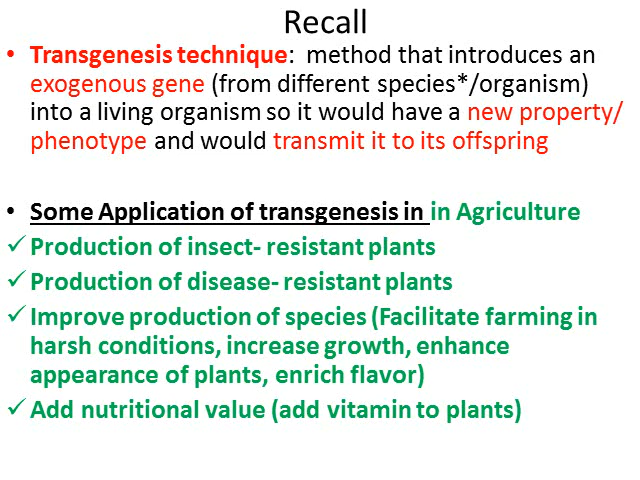 Recall
• Transgenesis technique: method that introduces an
exogenous gene (from different species*/organism)
into a living organism so it would have a new property/
phenotype and would transmit it to its offspring
• Some Application of transgenesis in in Agriculture
✓ Production of insect- resistant plants
✓ Production of disease- resistant plants
✓ Improve production of species (Facilitate farming in
harsh conditions, increase growth, enhance
appearance of plants, enrich flavor)
✓ Add nutritional value (add vitamin to plants)